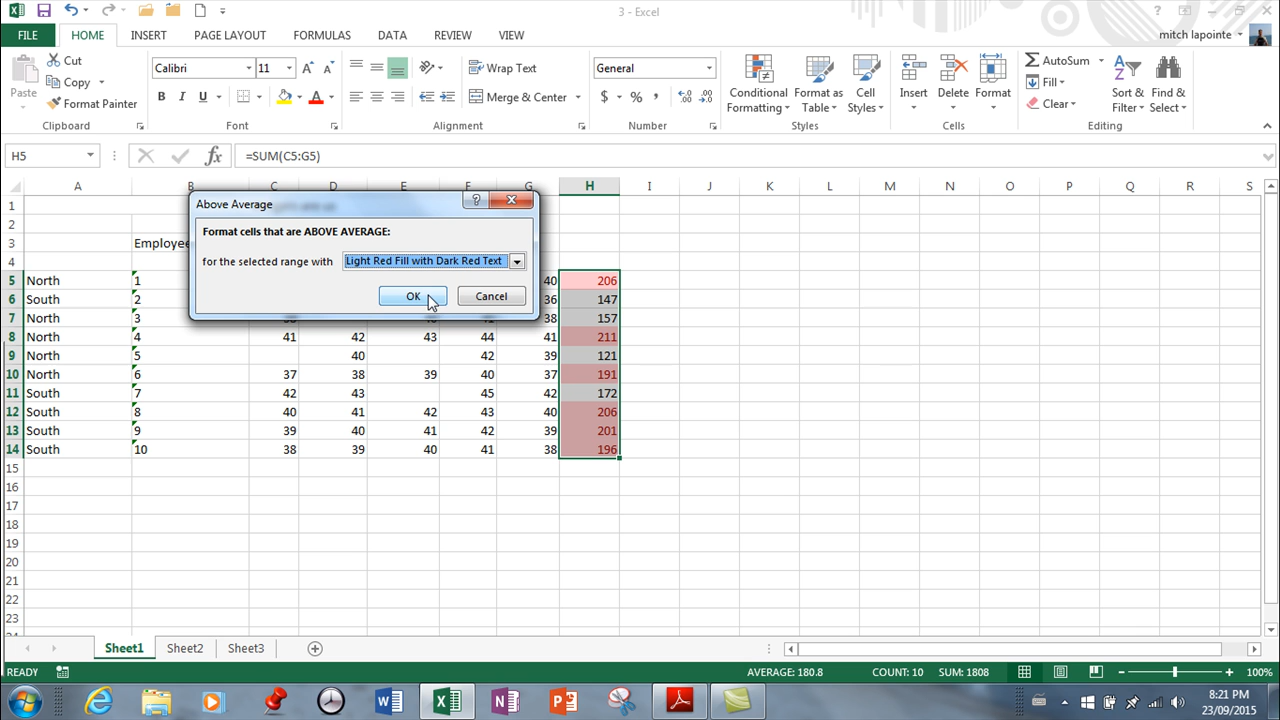 3 - Excel
FILE HOME INSERT PAGE LAYOUT FORMULAS DATA REVIEW VIEW mitch lapointe
Paste Cut Copy Format Painter
Calibri 11
B I U A
Wrap Text
Merge & Center
General
$ % ,
Conditional Formatting
Format as Table
Cell Styles
Insert Delete Format
AutoSum
Fill
Clear
Sort & Filter
Find & Select
Clipboard Font Alignment Number Styles Cells Editing
H5 fx =SUM(C5:G5)
A B C D E F G H I J K L M N O P Q R S
1
2
3 Employee
4
Above Average
Format cells that are ABOVE AVERAGE:
for the selected range with Light Red Fill with Dark Red Text
OK Cancel
5 North 1 40 206
6 South 2 36 147
7 North 3 38 157
8 North 4 41 42 43 44 41 211
9 North 5 40 42 39 121
10 North 6 37 38 39 40 37 191
11 South 7 42 43 45 42 172
12 South 8 40 41 42 43 40 206
13 South 9 39 40 41 42 39 201
14 South 10 38 39 40 41 38 196
15
16
17
18
19
20
21
22
23
Sheet1 Sheet2 Sheet3
READY AVERAGE: 180.8 COUNT: 10 SUM: 1808 100%
8:21 PM
23/09/2015